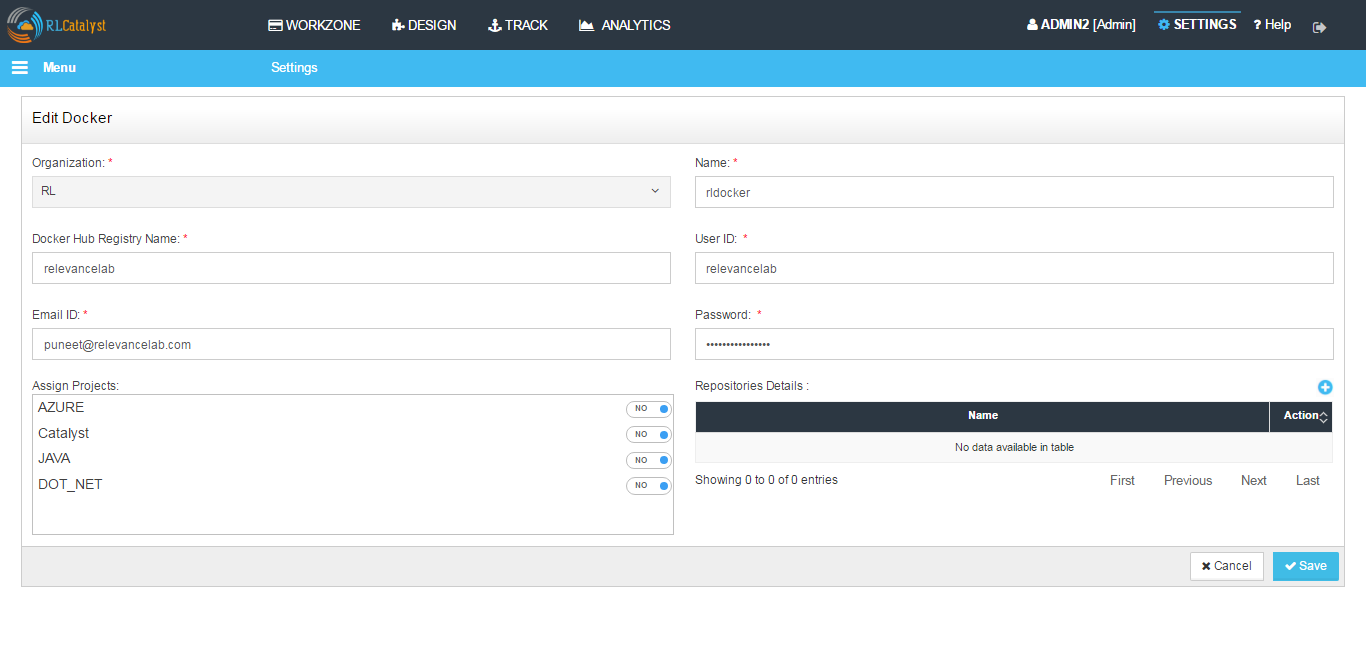 RLCatalyst WORKZONE DESIGN TRACK ANALYTICS ADMIN2 [Admin] SETTINGS ? Help
Menu Settings
Edit Docker
Organization: * Name: *
RL rldocker
Docker Hub Registry Name: * User ID: *
relevancelab relevancelab
Email ID: * Password: *
puneet@relevancelab.com ••••••••••••••••
Assign Projects: Repositories Details :
AZURE NO
Name Action
Catalyst NO
No data available in table
JAVA NO
DOT_NET NO
Showing 0 to 0 of 0 entries First Previous Next Last
Cancel Save